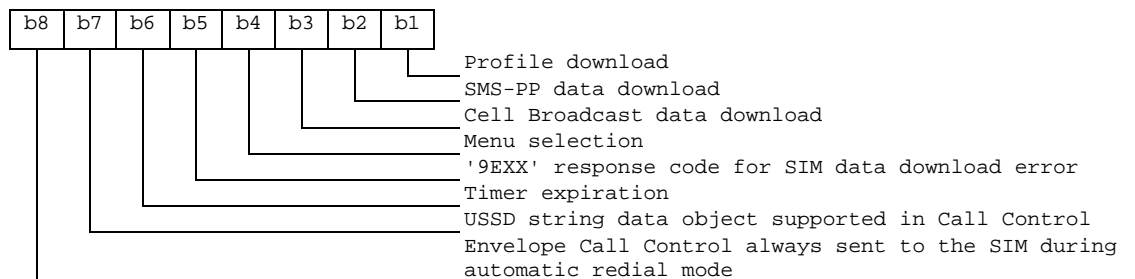 b8 b7 b6 b5 b4 b3 b2 b1
Profile download
SMS-PP data download
Cell Broadcast data download
Menu selection
'9EXX' response code for SIM data download error
Timer expiration
USSD string data object supported in Call Control
Envelope Call Control always sent to the SIM during
automatic redial mode